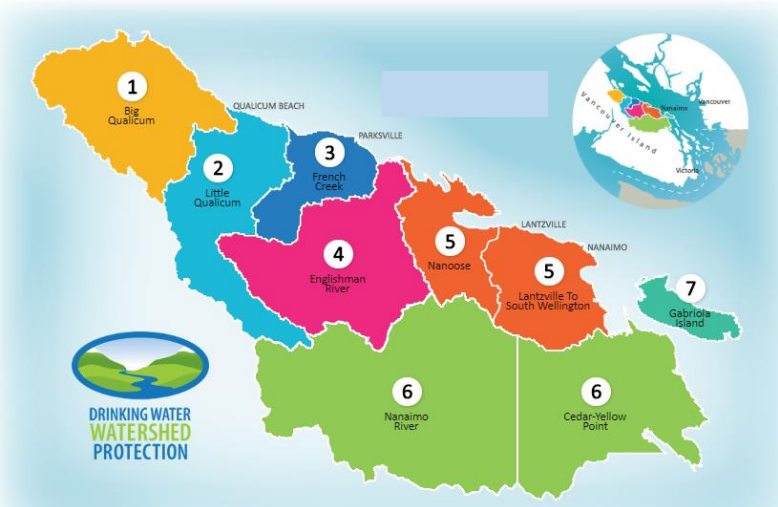 1
Big
Qualicum
QUALICUM BEACH
2
Little
Qualicum
PARKSVILLE
3
French
Creek
4
Englishman
River
5
Nanoose
LANTZVILLE
NANAIMO
5
Lantzville To
South Wellington
7
Gabriola
Island
6
Nanaimo
River
6
Cedar-Yellow
Point
DRINKING WATER
WATERSHED
PROTECTION
Vancouver Island
Nanaimo
Vancouver
Victoria